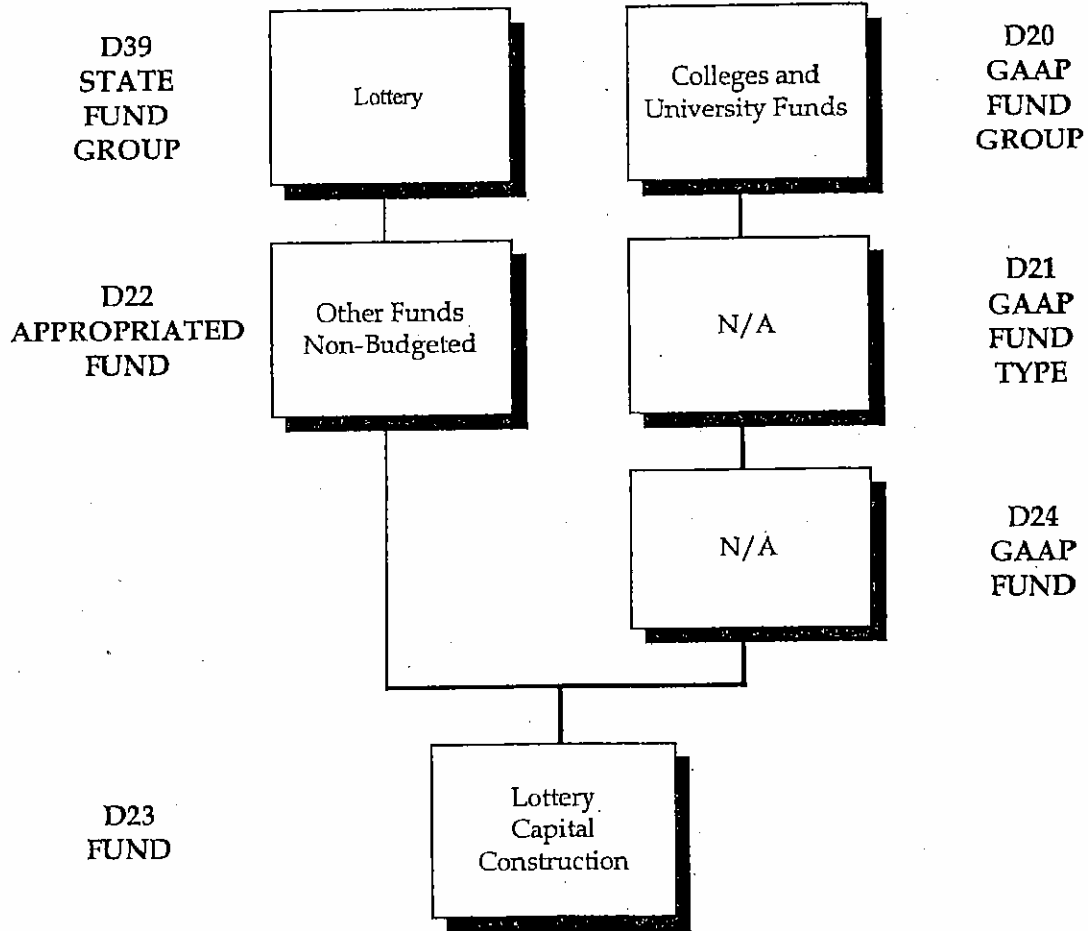 D39
STATE
FUND
GROUP
Lottery
Colleges and
University Funds
D20
GAAP
FUND
GROUP
D22
APPROPRIATED
FUND
Other Funds
Non-Budgeted
N/A
D21
GAAP
FUND
TYPE
N/A
D24
GAAP
FUND
D23
FUND
Lottery
Capital
Construction